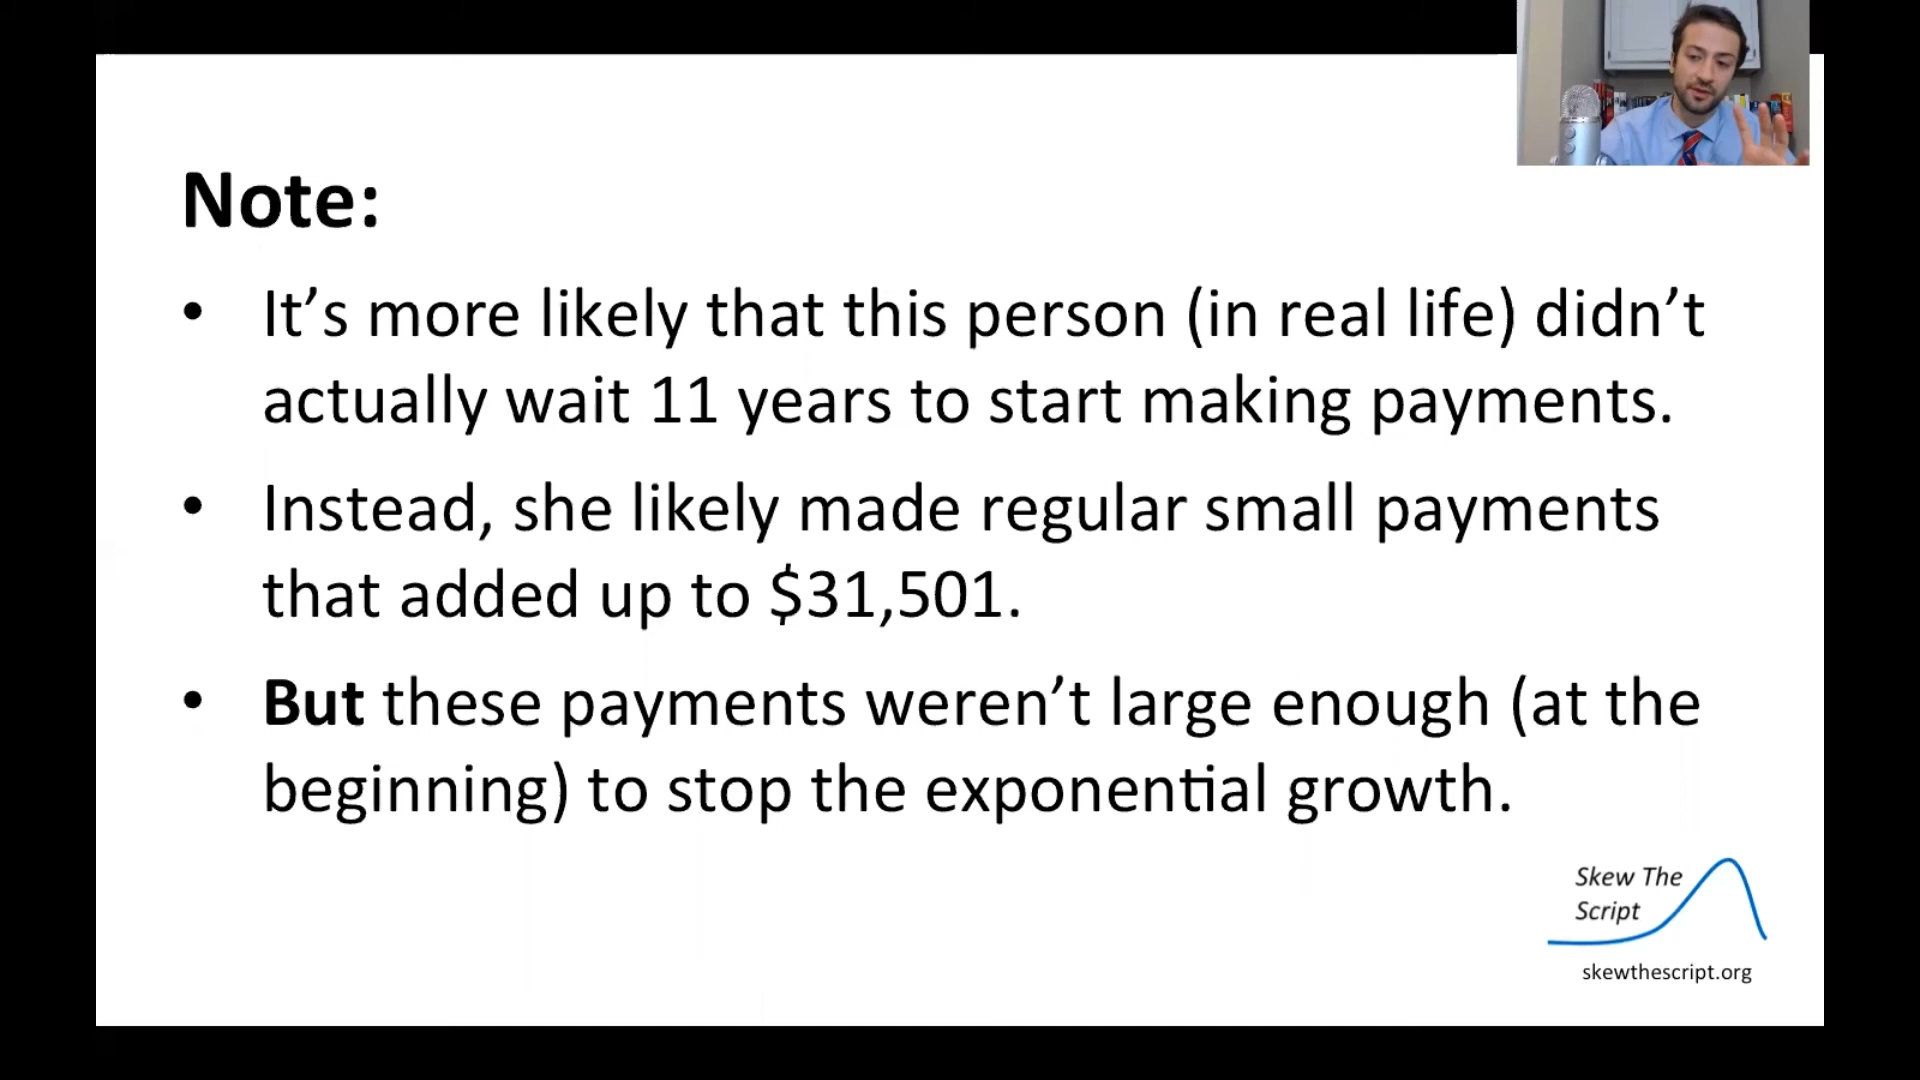 Note:
• It’s more likely that this person (in real life) didn’t
actually wait 11 years to start making payments.
• Instead, she likely made regular small payments
that added up to $31,501.
• But these payments weren’t large enough (at the
beginning) to stop the exponential growth.
Skew The
Script
skewthescript.org